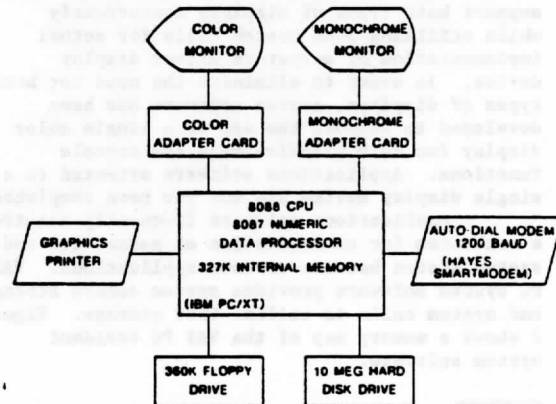 COLOR
MONITOR
MONOCHROME
MONITOR
COLOR
ADAPTER CARD
MONOCHROME
ADAPTER CARD
GRAPHICS
PRINTER
8088 CPU
8087 NUMERIC
DATA PROCESSOR
327K INTERNAL MEMORY
(IBM PC/XT)
AUTO-DIAL MODEM
1200 BAUD
(HAYES
SMARTMODEM)
360K FLOPPY
DRIVE
10 MEG HARD
DISK DRIVE